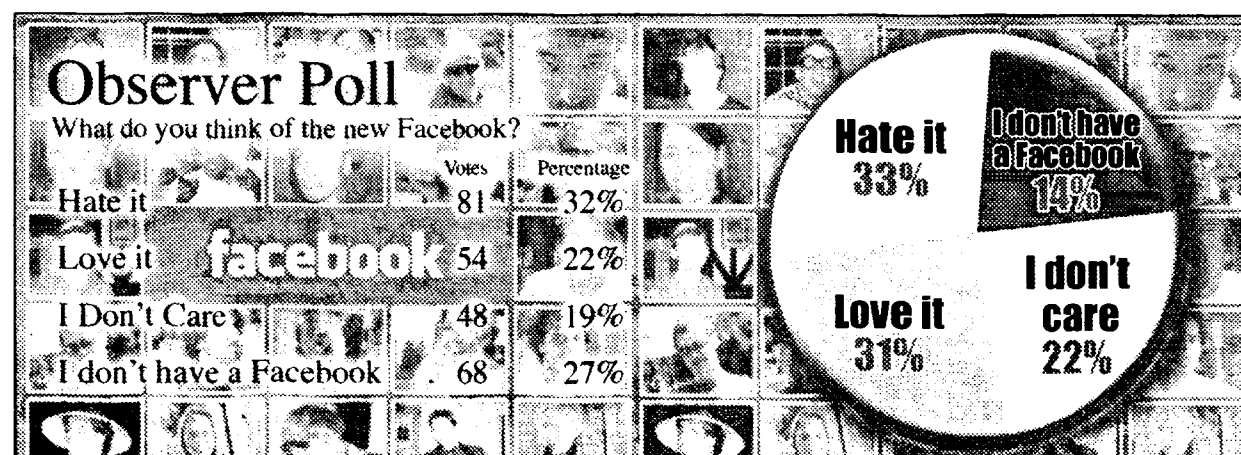 Observer Poll
What do you think of the new Facebook?
Votes Percentage
Hate it 81 32%
facebook
Love it 54 22%
I Don't Care 48 19%
I don't have a Facebook 68 27%
Hate it
33%
I don't have
a Facebook
14%
Love it
31%
I don't
care
22%